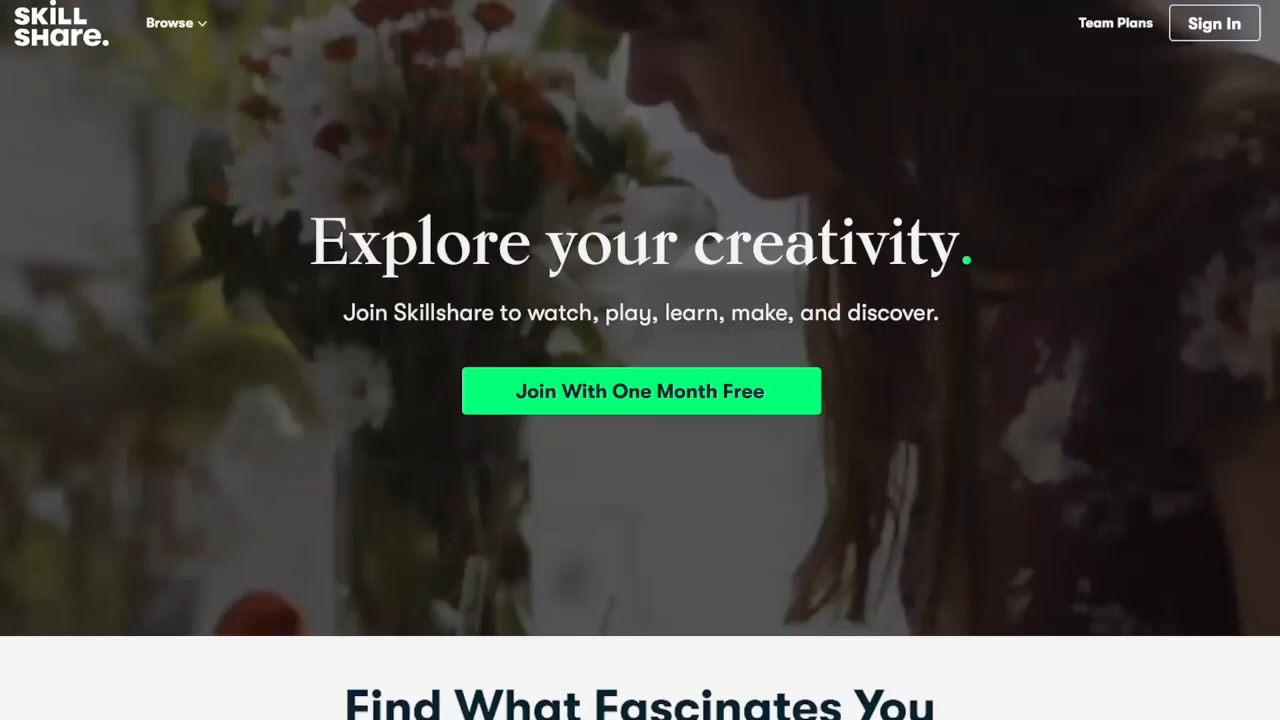 SKILL
SHare.
Browse
Team Plans
Sign In
Explore your creativity.
Join Skillshare to watch, play, learn, make, and discover.
Join With One Month Free
Find What Fascinates You